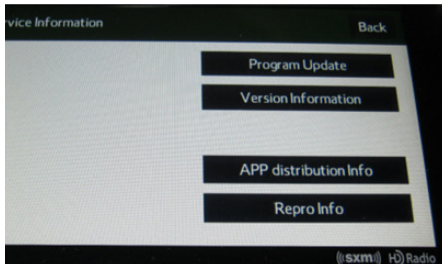 rvice Information
Back
Program Update
Version Information
APP distribution Info
Repro Info
((sxm)) HD) Radio